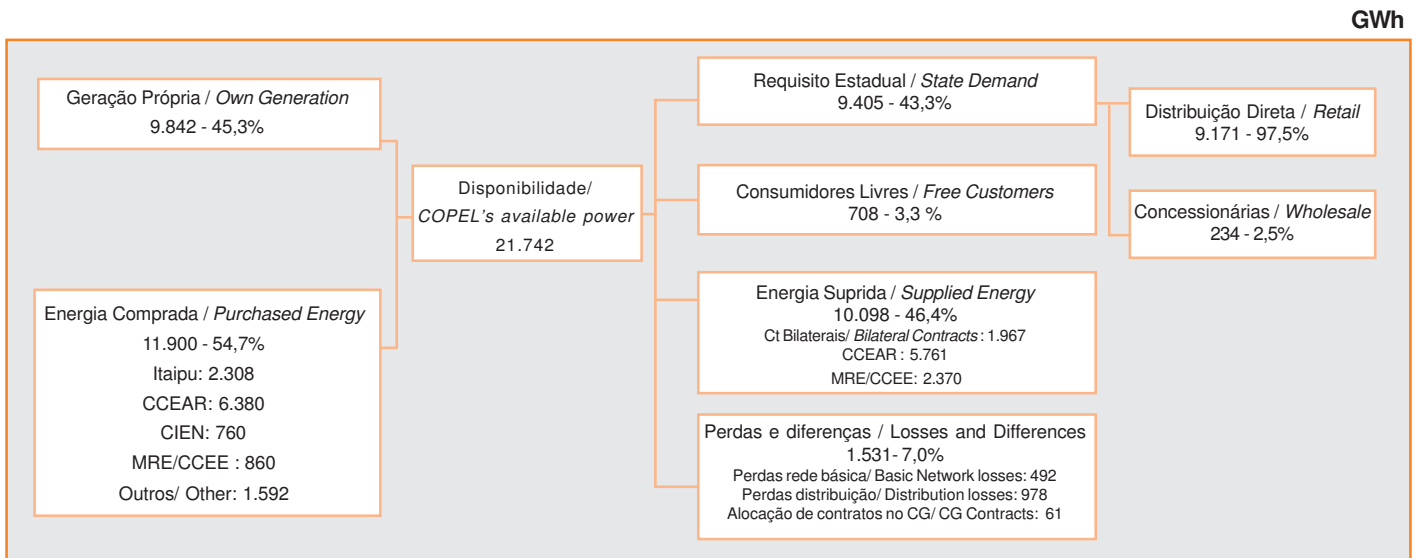 GWh
Geração Própria / Own Generation
9.842 - 45,3%
Energia Comprada / Purchased Energy
11.900 - 54,7%
Itaipu: 2.308
CCEAR: 6.380
CIEN: 760
MRE/CCEE : 860
Outros/ Other: 1.592
Disponibilidade/
COPEL's available power
21.742
Requisito Estadual / State Demand
9.405 - 43,3%
Consumidores Livres / Free Customers
708 - 3,3 %
Energia Suprida / Supplied Energy
10.098 - 46,4%
Ct Bilaterais/ Bilateral Contracts : 1.967
CCEAR : 5.761
MRE/CCEE: 2.370
Perdas e diferenças / Losses and Differences
1.531- 7,0%
Perdas rede básica/ Basic Network losses: 492
Perdas distribuição/ Distribution losses: 978
Alocação de contratos no CG/ CG Contracts: 61
Distribuição Direta / Retail
9.171 - 97,5%
Concessionárias / Wholesale
234 - 2,5%